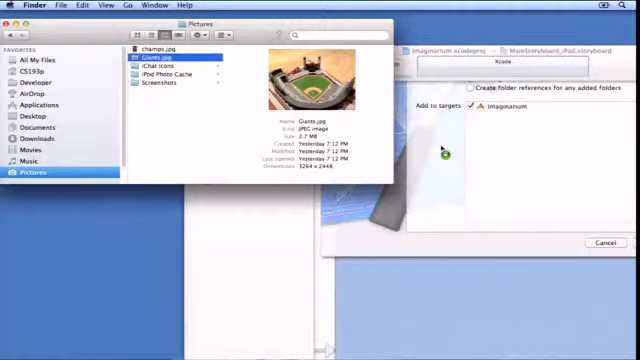 Finder File Edit View Go Window Help
Pictures
FAVORITES
All My Files
CS193p
Developer
AirDrop
Applications
Desktop
Documents
Downloads
Movies
Music
Pictures
champs.jpg
Giants.jpg
iChat Icons
iPod Photo Cache
Screenshots
Name Giants.jpg
Kind JPEG image
Size 2.7 MB
Created Yesterday 7:12 PM
Modified Yesterday 7:12 PM
Last opened Yesterday 7:12 PM
Dimensions 3264 × 2448
Imaginarium.xcodeproj MainStoryboard_iPad.storyboard
Xcode
Create folder references for any added folders
Add to targets Imaginarium
Cancel